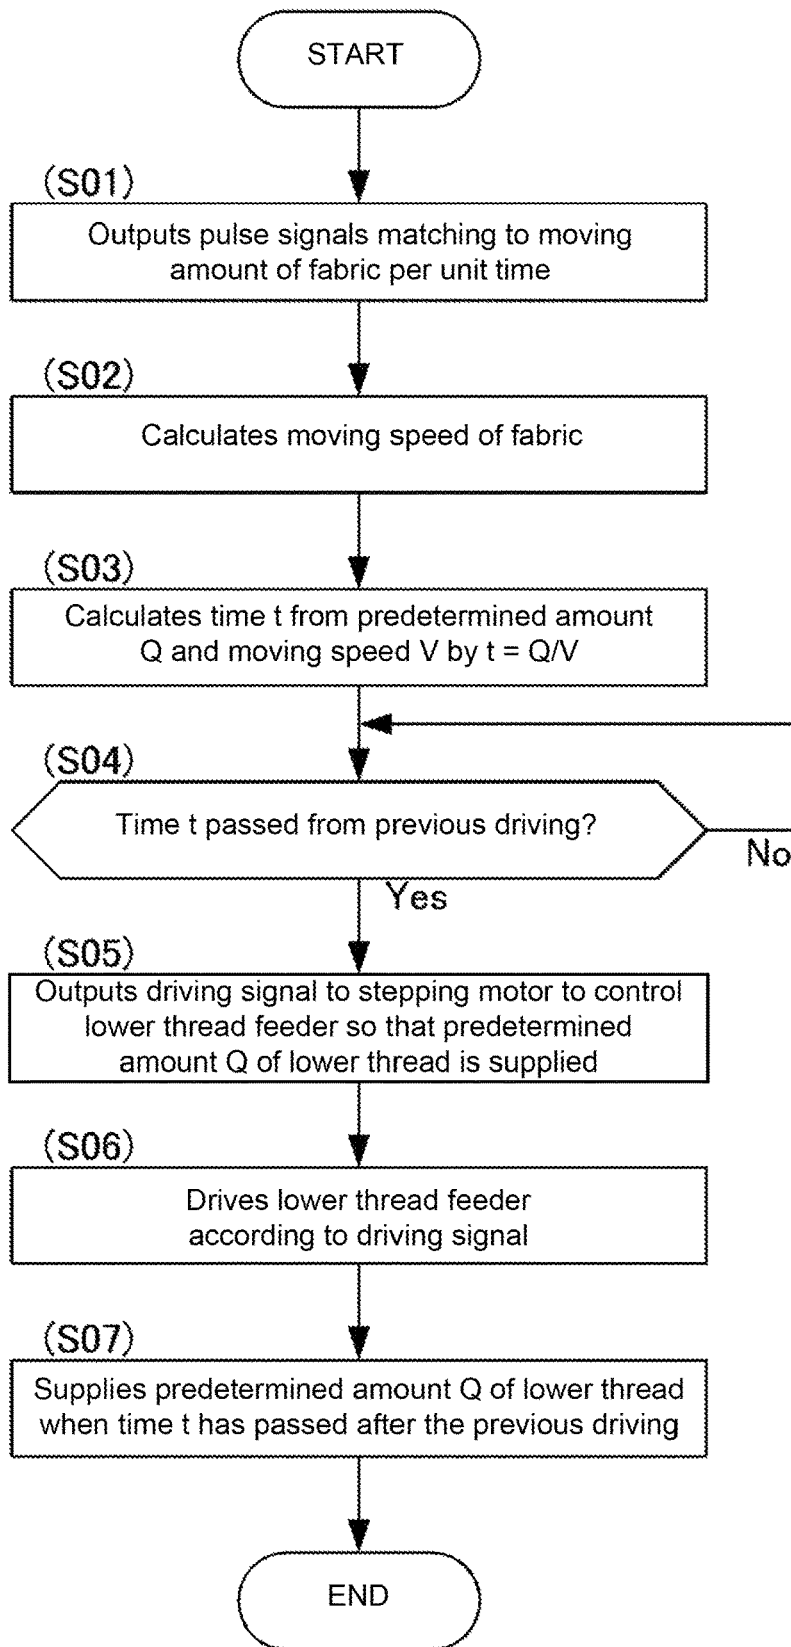 START
(S01)
Outputs pulse signals matching to moving
amount of fabric per unit time
(S02)
Calculates moving speed of fabric
(S03)
Calculates time t from predetermined amount
Q and moving speed V by t = Q/V
(S04)
Time t passed from previous driving?
No
Yes
(S05)
Outputs driving signal to stepping motor to control
lower thread feeder so that predetermined
amount Q of lower thread is supplied
(S06)
Drives lower thread feeder
according to driving signal
(S07)
Supplies predetermined amount Q of lower thread
when time t has passed after the previous driving
END